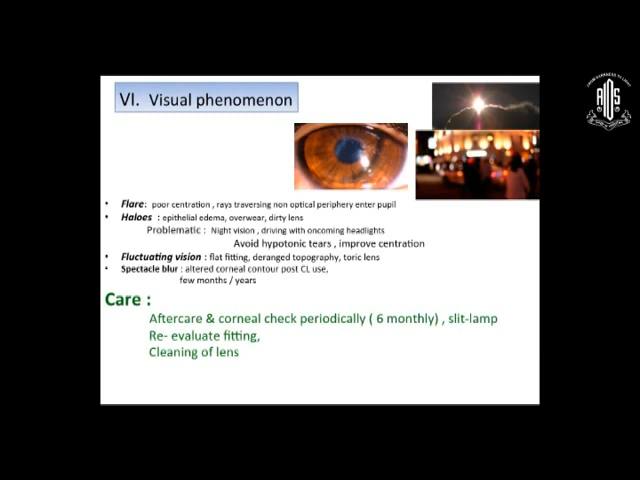 VI. Visual phenomenon
• Flare: poor centration , rays traversing non optical periphery enter pupil
• Haloes : epithelial edema, overwear, dirty lens
Problematic : Night vision , driving with oncoming headlights
Avoid hypotonic tears , improve centration
• Fluctuating vision : flat fitting, deranged topography, toric lens
• Spectacle blur : altered corneal contour post CL use,
few months / years
Care :
Aftercare & corneal check periodically ( 6 monthly) , slit-lamp
Re- evaluate fitting,
Cleaning of lens
AIOS